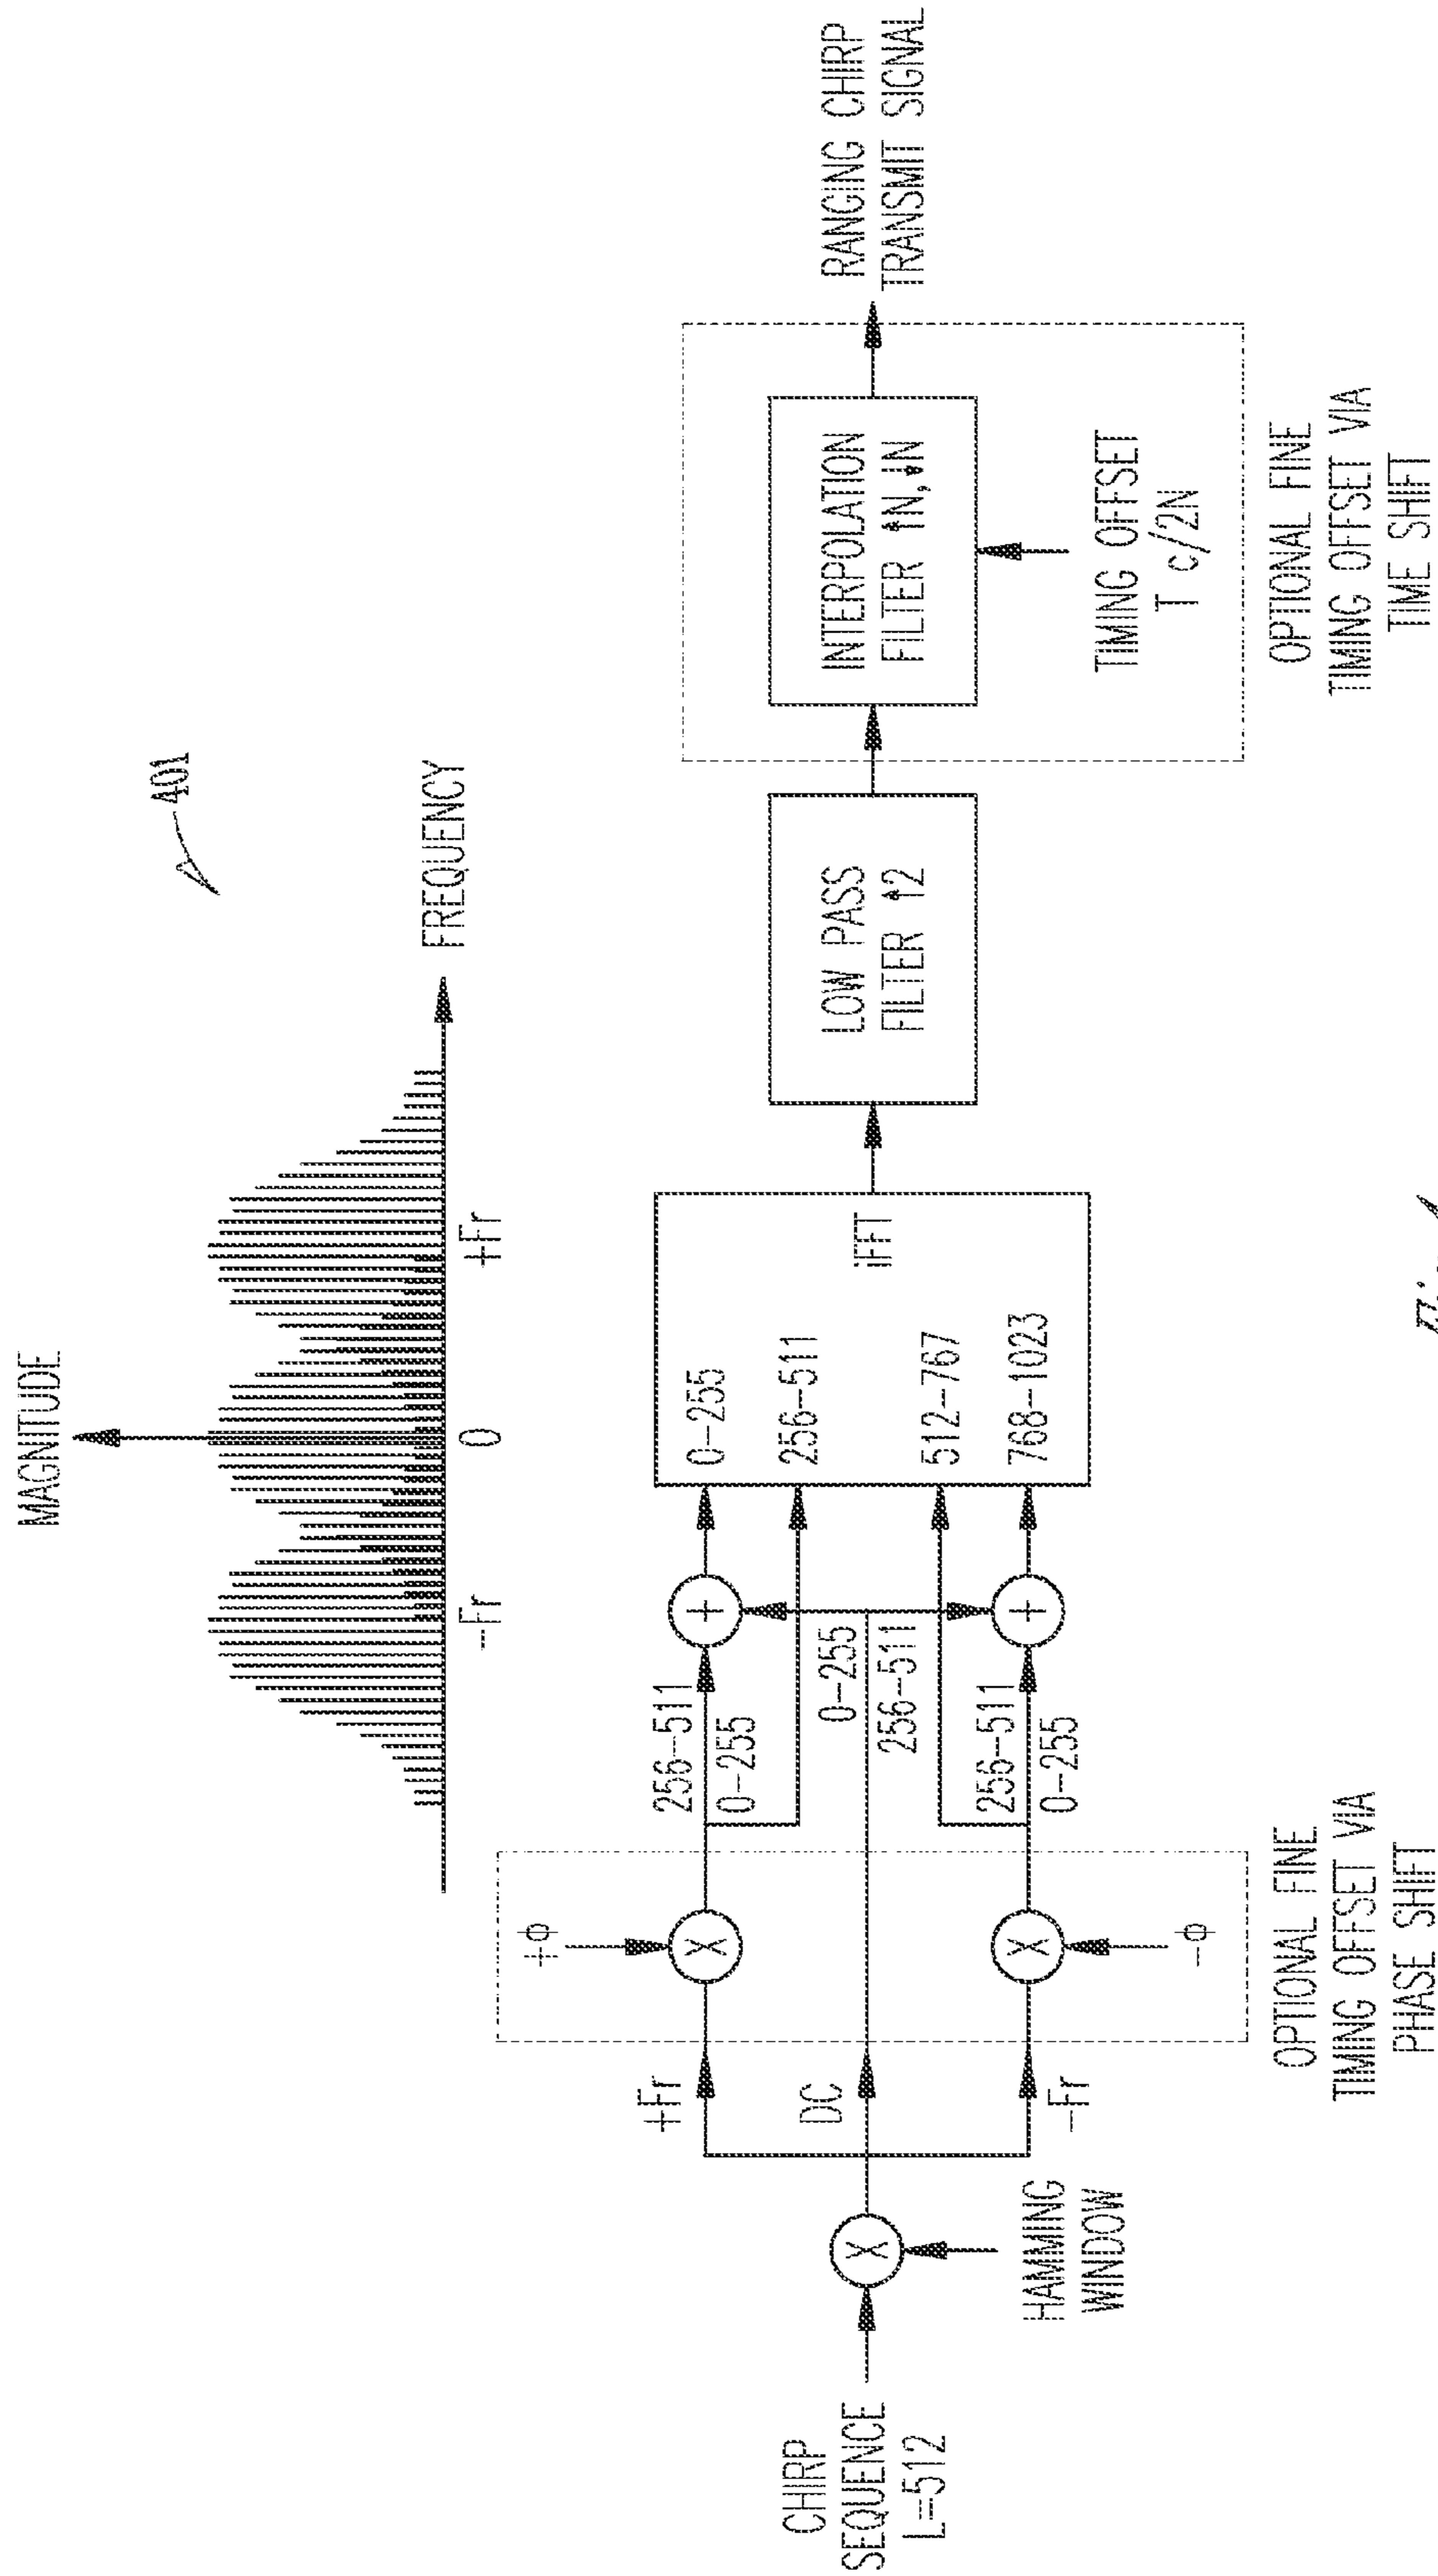 401
MAGNITUDE
FREQUENCY
-Fr
0
+Fr
CHIRP
SEQUENCE
L=512
X
HAMMING
WINDOW
+Fr
DC
-Fr
+φ
X
X
-φ
OPTIONAL FINE
TIMING OFFSET VIA
PHASE SHIFT
256-511
0-255
0-255
256-511
256-511
0-255
+
+
0-255
256-511
512-767
768-1023
IFFT
LOW PASS
FILTER ↑2
INTERPOLATION
FILTER ↑N,↓N
TIMING OFFSET
T c/2N
OPTIONAL FINE
TIMING OFFSET VIA
TIME SHIFT
RANGING CHIRP
TRANSMIT SIGNAL